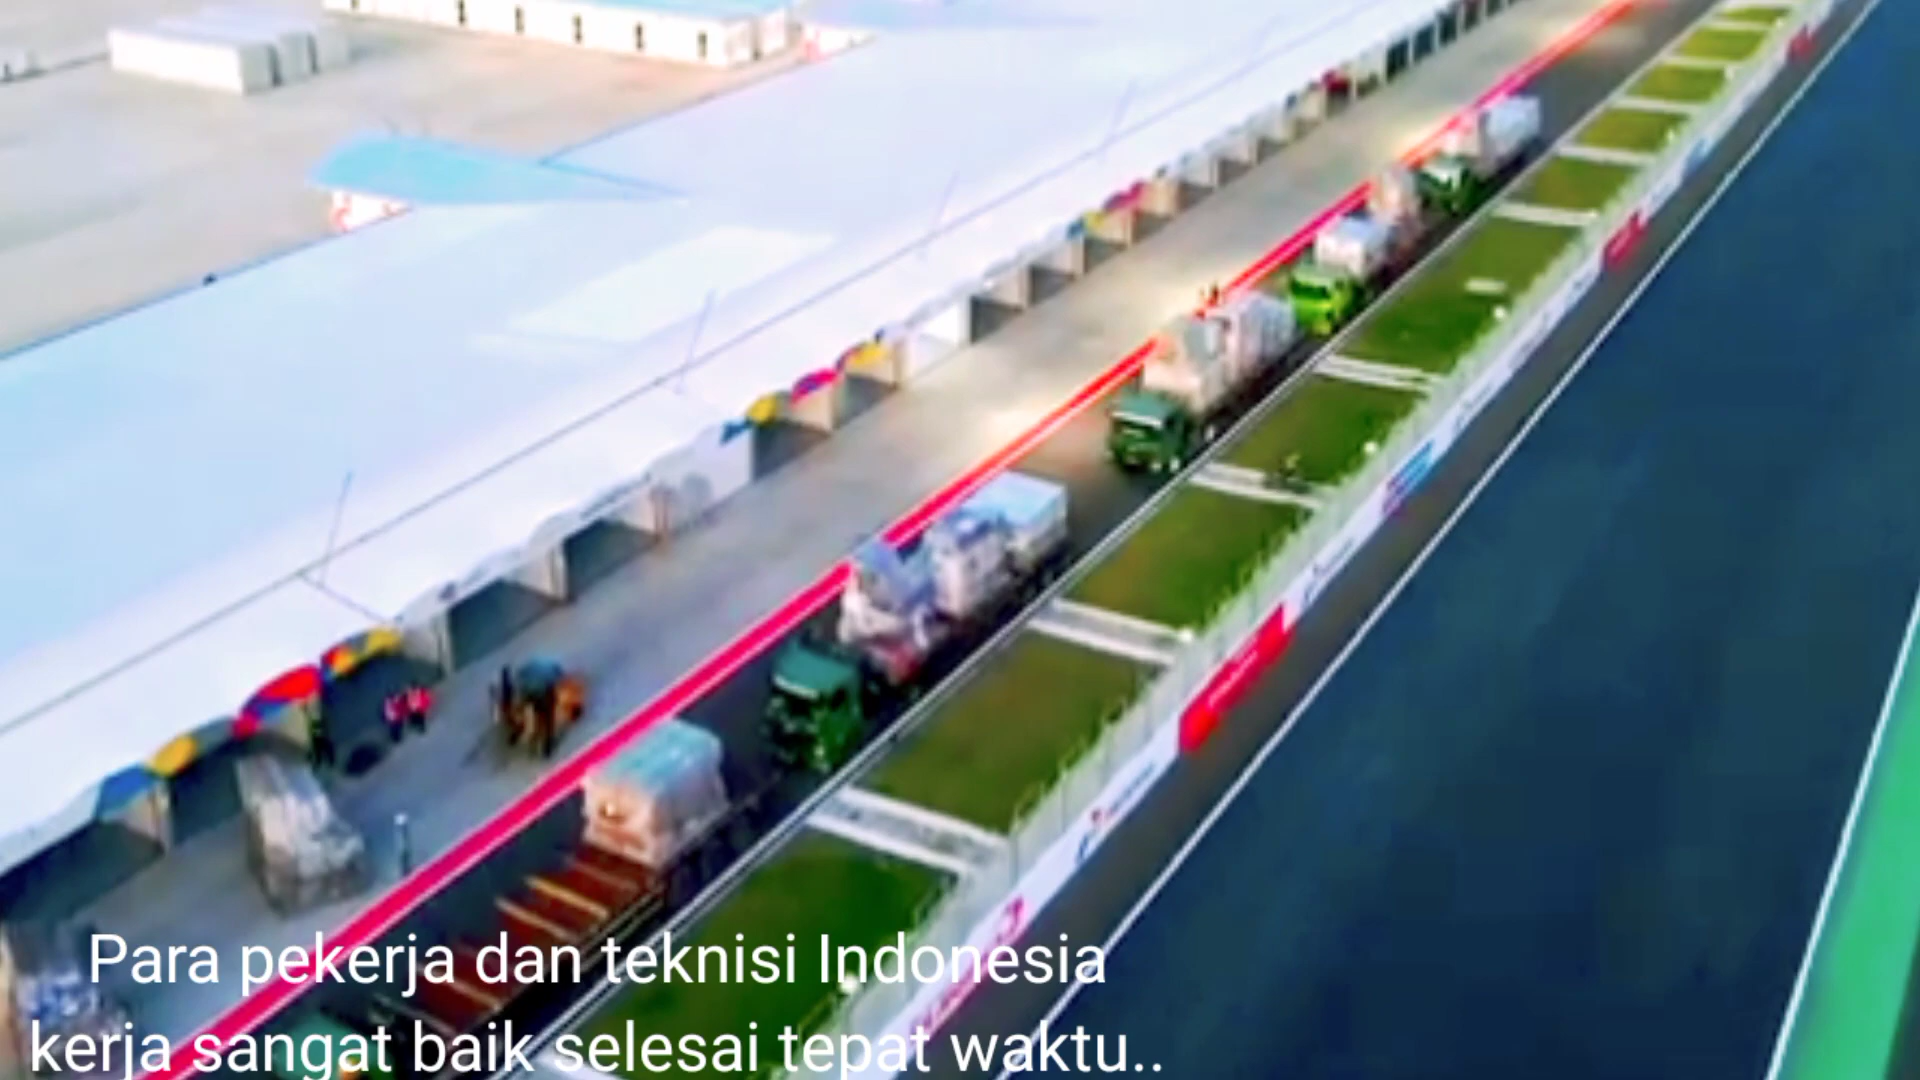 Para pekerja dan teknisi Indonesia
kerja sangat baik selesai tepat waktu..